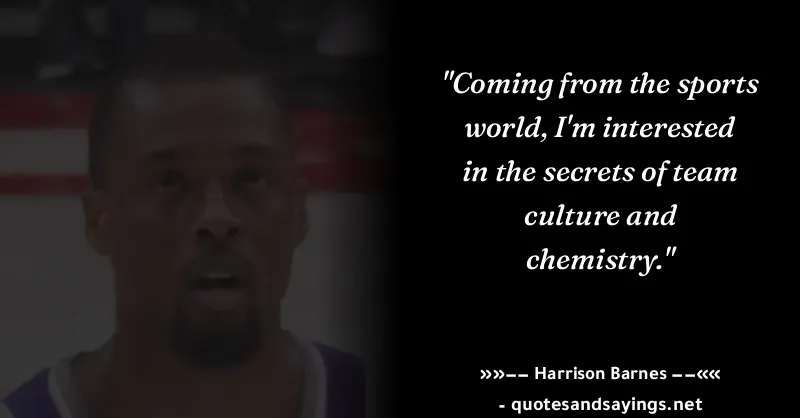 "Coming from the sports
world, I'm interested
in the secrets of team
culture and
chemistry."
»»–– Harrison Barnes ––««
- quotesandsayings.net